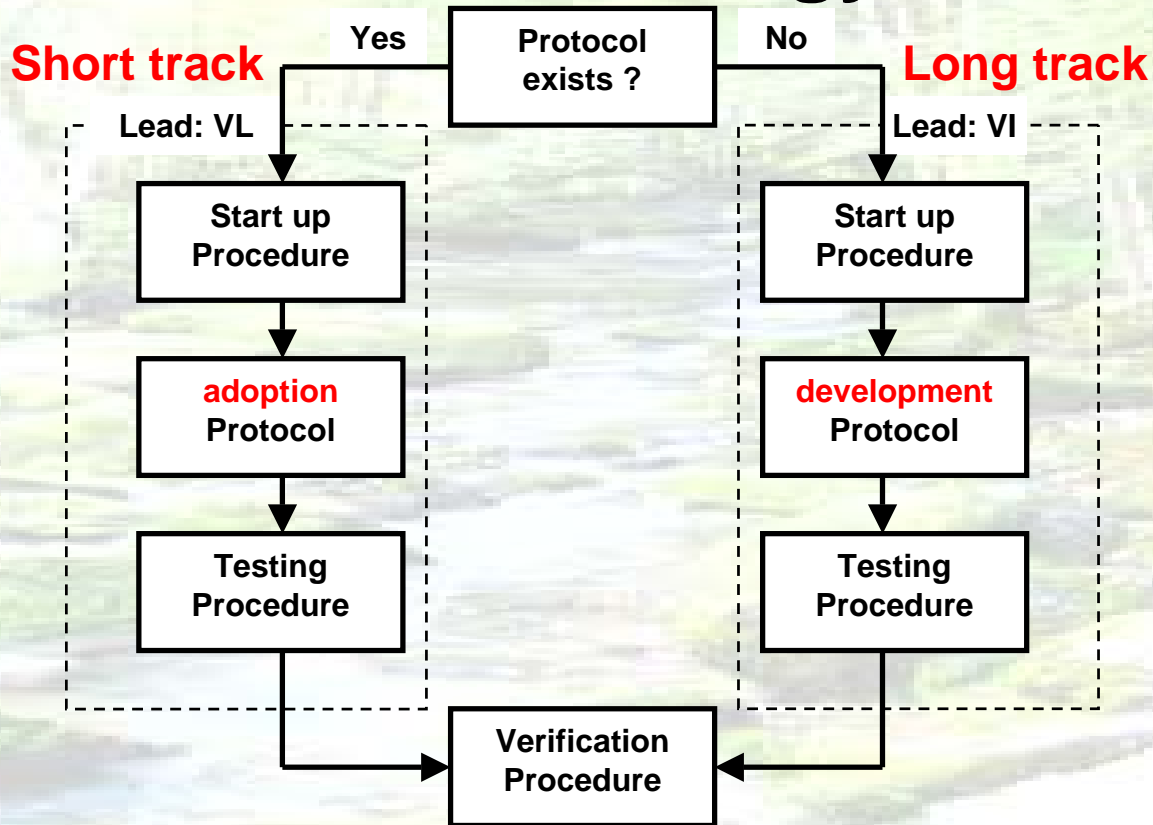 Protocol
exists ?
Yes
No
Short track
Long track
Lead: VL
Lead: VI
Start up
Procedure
Start up
Procedure
adoption
Protocol
development
Protocol
Testing
Procedure
Testing
Procedure
Verification
Procedure